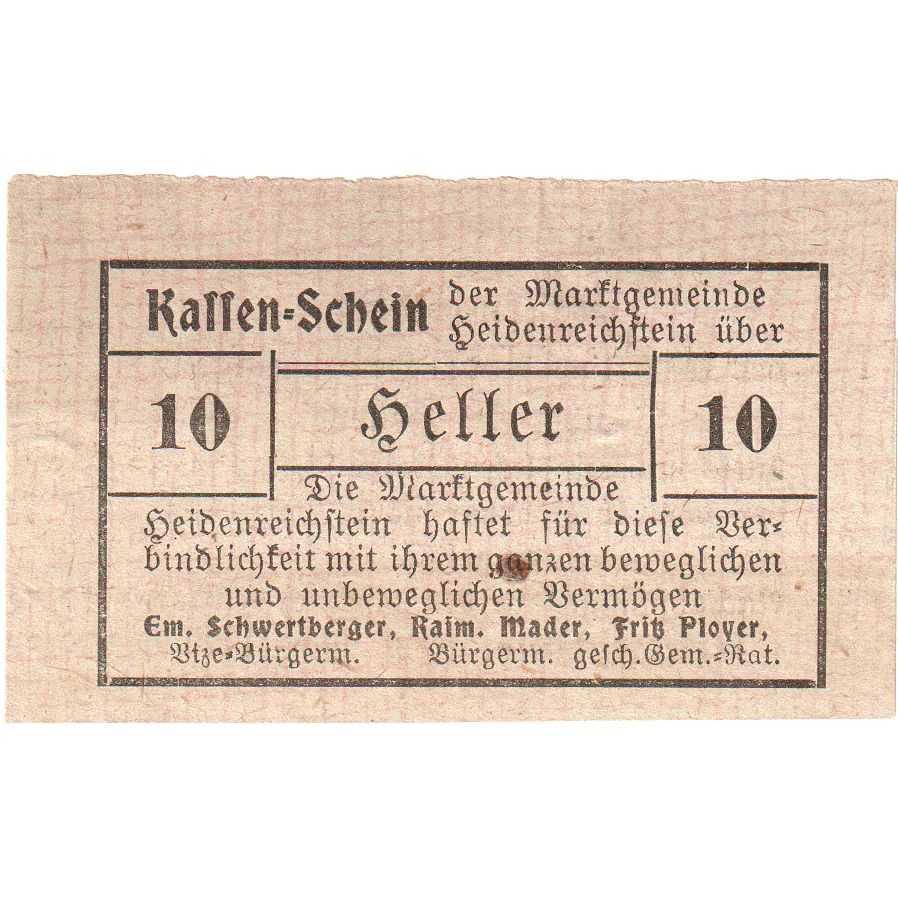 Kassen-Schein der Marktgemeinde
Heidenreichstein über
10 Heller 10
Die Marktgemeinde
Heidenreichstein haftet für diese Ver-
bindlichkeit mit ihrem ganzen beweglichen
und unbeweglichen Vermögen
Em. Schwertberger, Raim. Mader, Fritz Ployer,
Vize-Bürgerm. Bürgerm. gesch. Gem.-Rat.